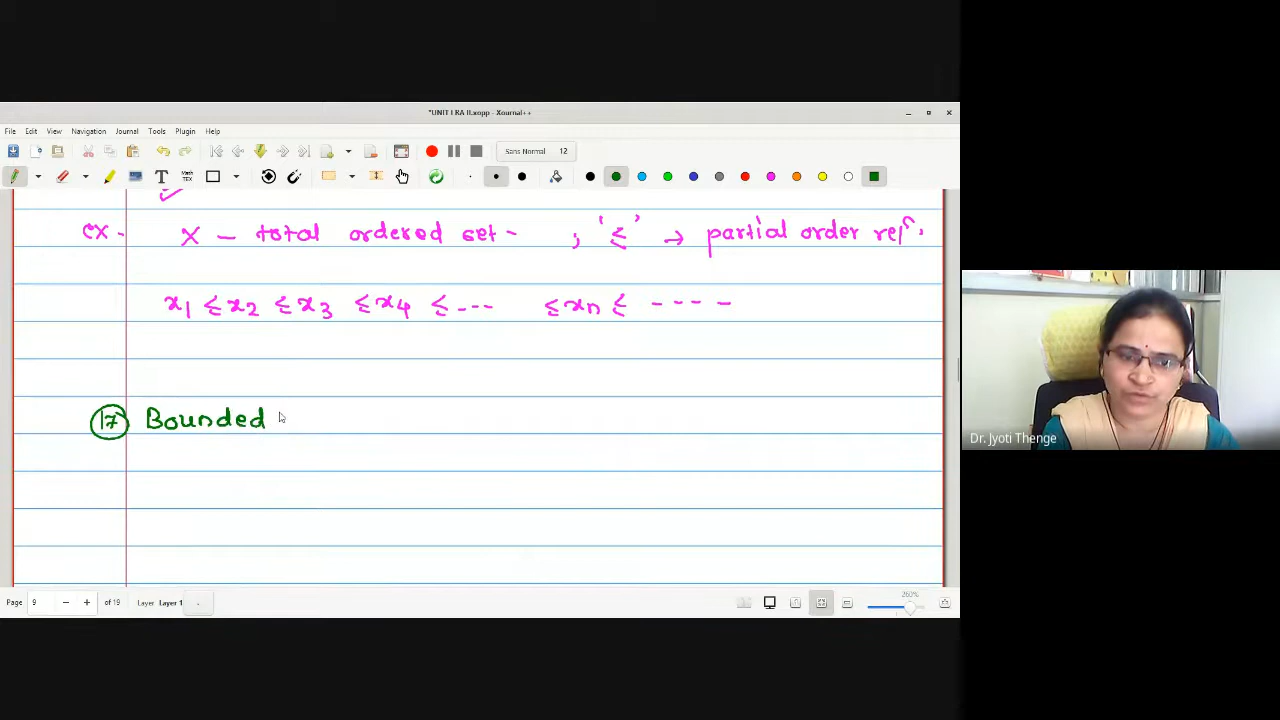 *UNIT I RA II.xopp - Xournal++
File Edit View Navigation Journal Tools Plugin Help
Sans Normal 12
ex - X - total ordered set - ; '≤' → partial order relⁿ.
x1 ≤ x2 ≤ x3 ≤ x4 ≤ --- ≤ xn ≤ ----
17 Bounded
Dr. Jyoti Thenge
Page 9 of 19 Layer Layer 1 260%